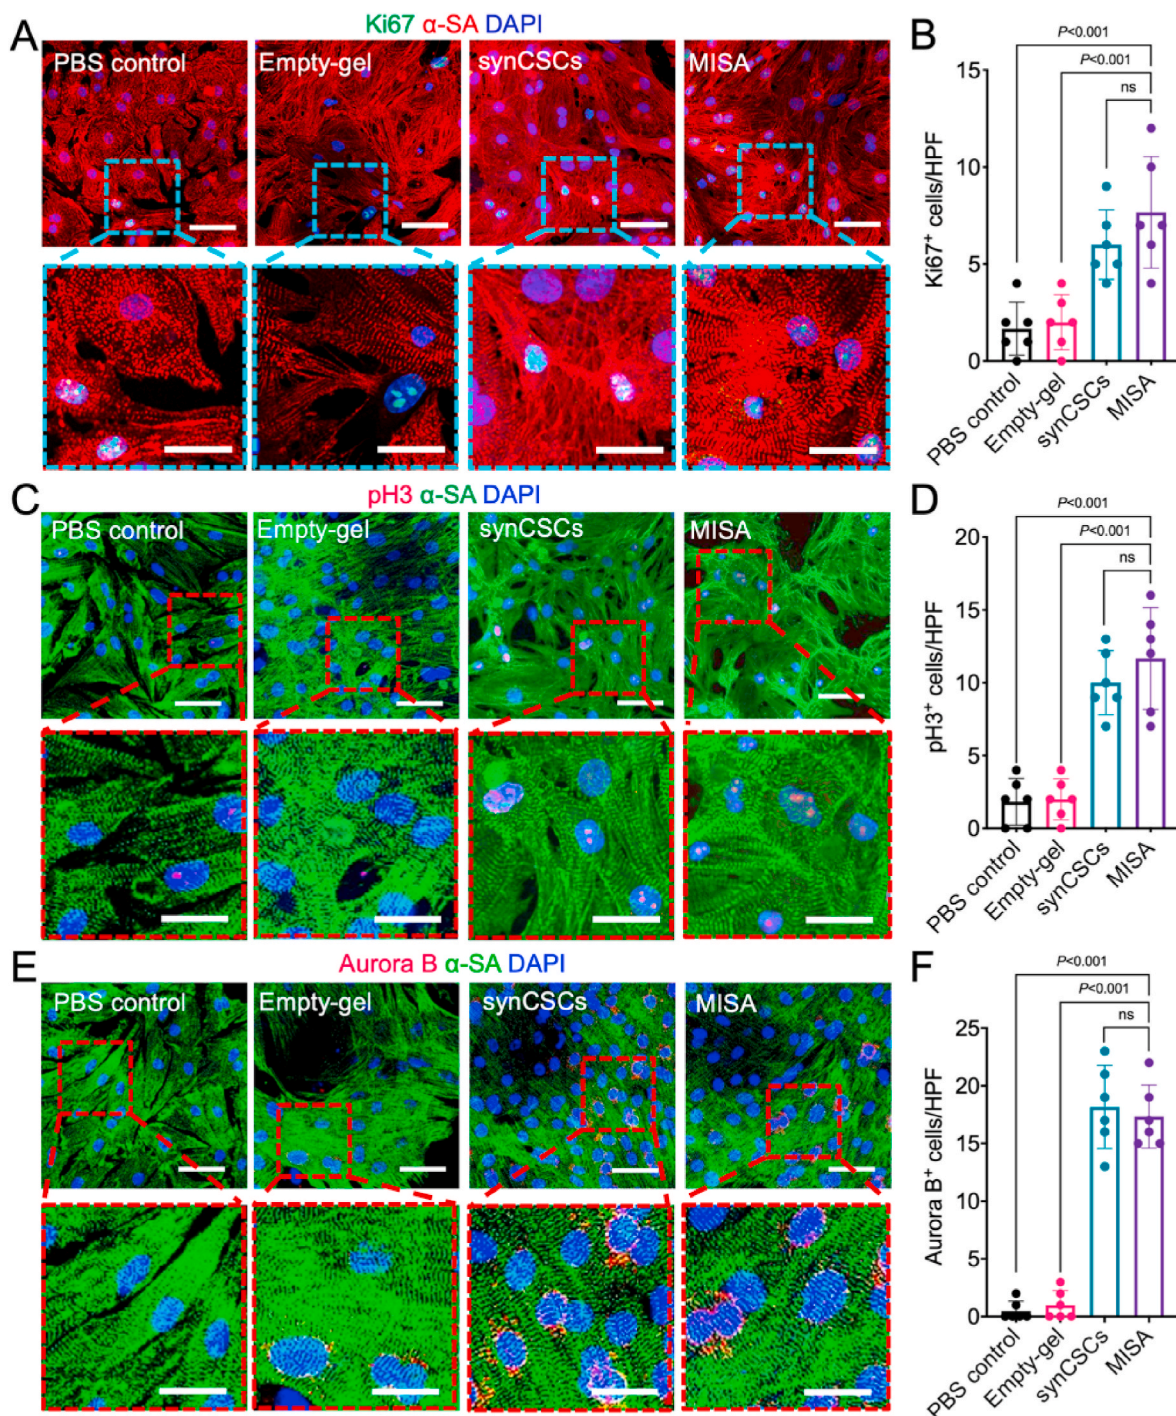 A
Ki67 α-SA DAPI
PBS control
Empty-gel
synCSCs
MISA
B
P<0.001
P<0.001
ns
15
10
5
0
Ki67⁺ cells/HPF
PBS control
Empty-gel
synCSCs
MISA
C
pH3 α-SA DAPI
PBS control
Empty-gel
synCSCs
MISA
D
P<0.001
P<0.001
ns
20
15
10
5
0
pH3⁺ cells/HPF
PBS control
Empty-gel
synCSCs
MISA
E
Aurora B α-SA DAPI
PBS control
Empty-gel
synCSCs
MISA
F
P<0.001
P<0.001
ns
25
20
15
10
5
0
Aurora B⁺ cells/HPF
PBS control
Empty-gel
synCSCs
MISA